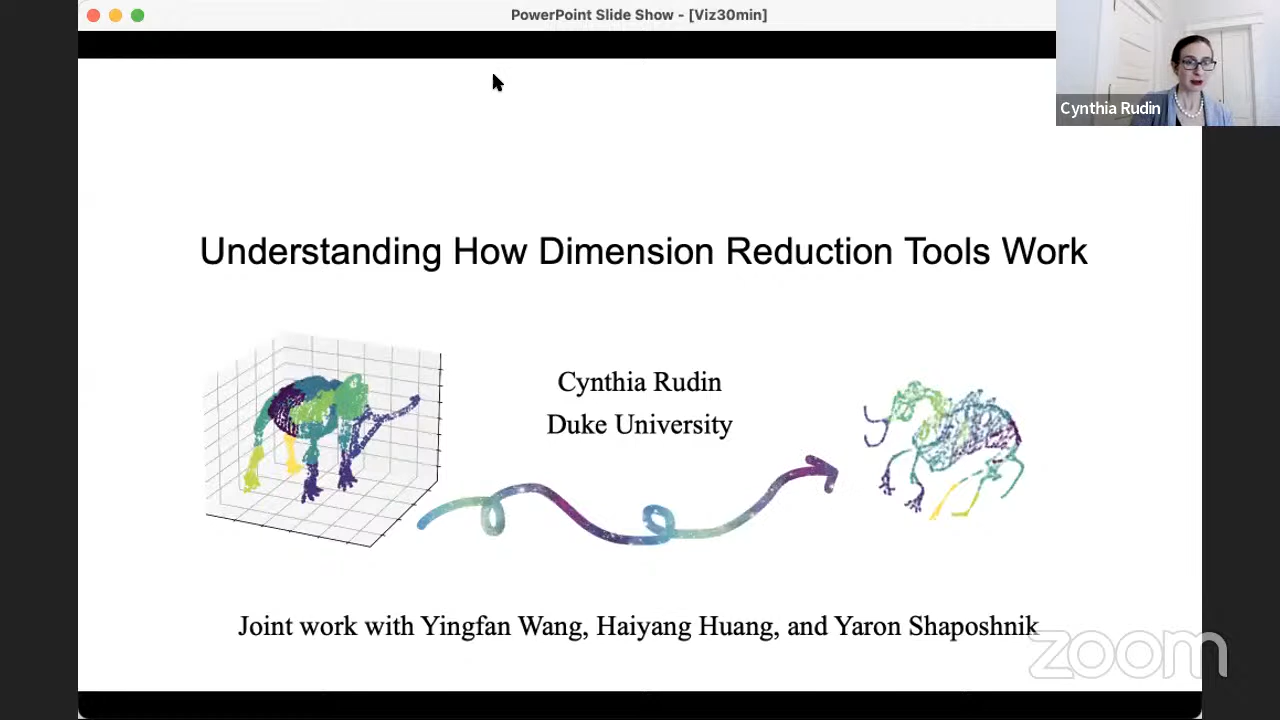 PowerPoint Slide Show - [Viz30min]
Cynthia Rudin
Understanding How Dimension Reduction Tools Work
Cynthia Rudin
Duke University
Joint work with Yingfan Wang, Haiyang Huang, and Yaron Shaposhnik
zoom